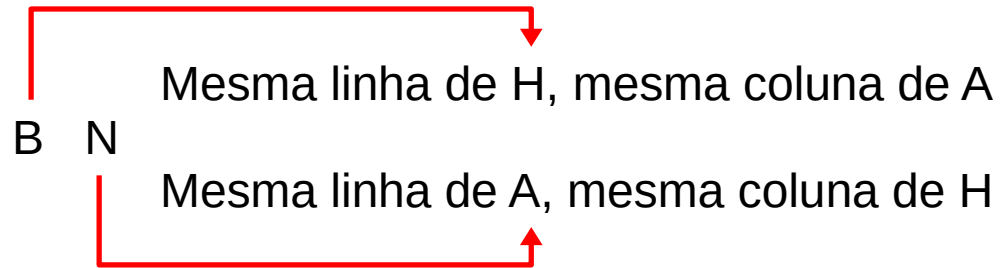 Mesma linha de H, mesma coluna de A
B N
Mesma linha de A, mesma coluna de H